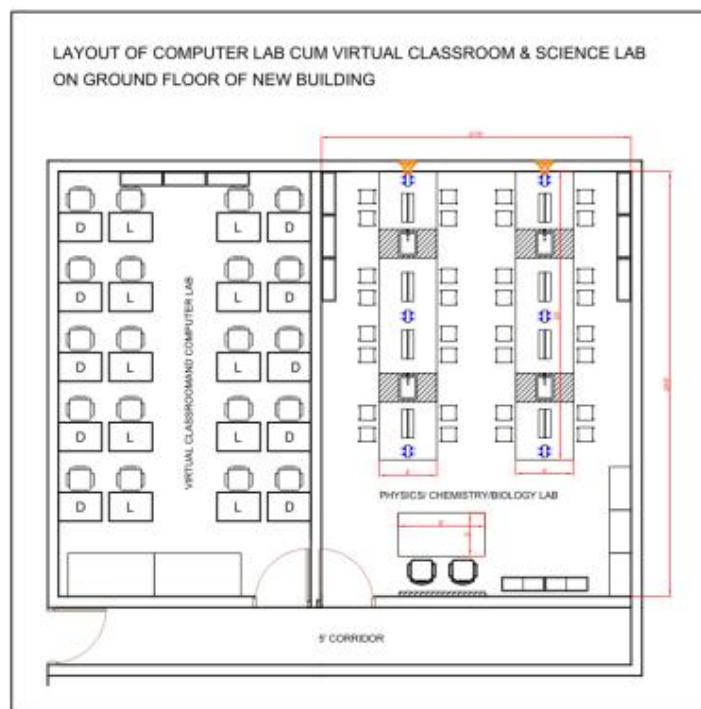 LAYOUT OF COMPUTER LAB CUM VIRTUAL CLASSROOM & SCIENCE LAB
ON GROUND FLOOR OF NEW BUILDING
D L L D
D L L D
D L L D
D L L D
D L L D
VIRTUAL CLASSROOMAND COMPUTER LAB
PHYSICS/ CHEMISTRY/BIOLOGY LAB
5' CORRIDOR